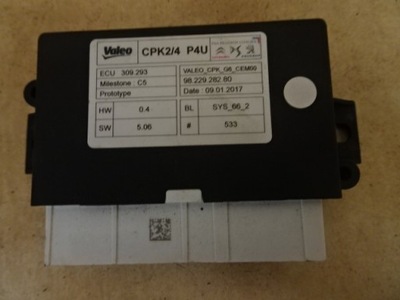 Valeo CPK2/4 P4U
ECU 309.293 VALEO_CPK_G6_CEM00
Milestone : C5 98.229.282.80
Prototype Date : 09.01.2017
HW 0.4 BL SYS_66_2
SW 5.06 # 533